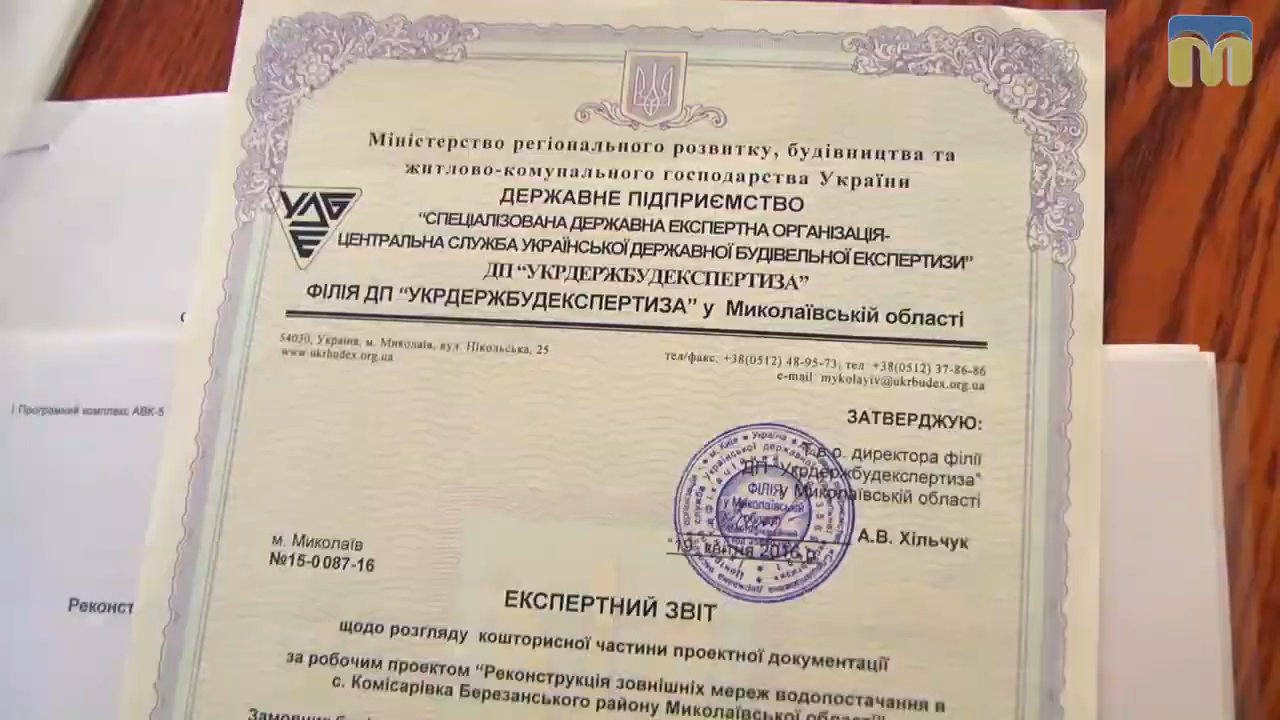 Міністерство регіонального розвитку, будівництва та
житлово-комунального господарства України
ДЕРЖАВНЕ ПІДПРИЄМСТВО
“СПЕЦІАЛІЗОВАНА ДЕРЖАВНА ЕКСПЕРТНА ОРГАНІЗАЦІЯ-
ЦЕНТРАЛЬНА СЛУЖБА УКРАЇНСЬКОЇ ДЕРЖАВНОЇ БУДІВЕЛЬНОЇ ЕКСПЕРТИЗИ”
ДП “УКРДЕРЖБУДЕКСПЕРТИЗА”
ФІЛІЯ ДП “УКРДЕРЖБУДЕКСПЕРТИЗА” у Миколаївській області
54030, Україна, м. Миколаїв, вул. Нікольська, 25
www.ukrbudex.org.ua
тел/факс: +38(0512) 48-95-73; тел. +38(0512) 37-86-86
e-mail: mykolayiv@ukrbudex.org.ua
| Програмний комплекс АВК-5
ЗАТВЕРДЖУЮ:
Т.в.о. директора філії
ДП “Укрдержбудекспертиза”
у Миколаївській області
ФІЛІЯ
у Миколаївській
А.В. Хільчук
квітня 2016 р.
м. Миколаїв
№15-0087-16
Реконст
ЕКСПЕРТНИЙ ЗВІТ
щодо розгляду кошторисної частини проектної документації
за робочим проектом “Реконструкція зовнішніх мереж водопостачання в
с. Комісарівка Березанського району Миколаївської області”